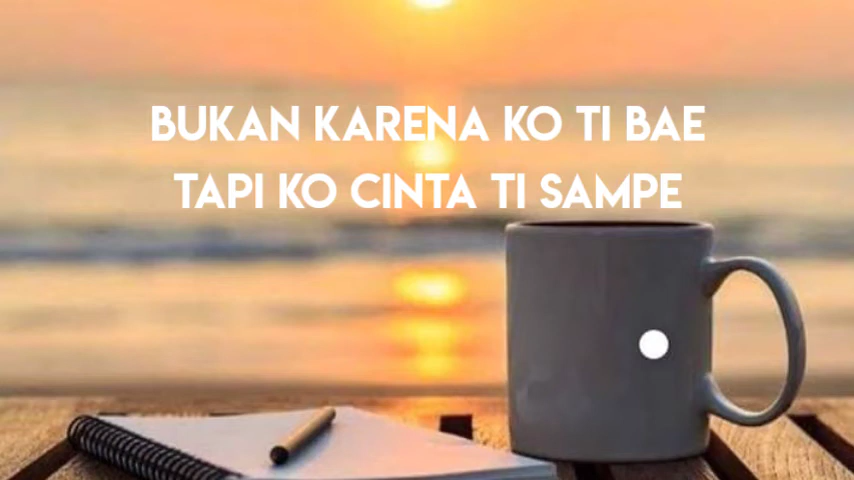 BUKAN KARENA KO TI BAE
TAPI KO CINTA TI SAMPE